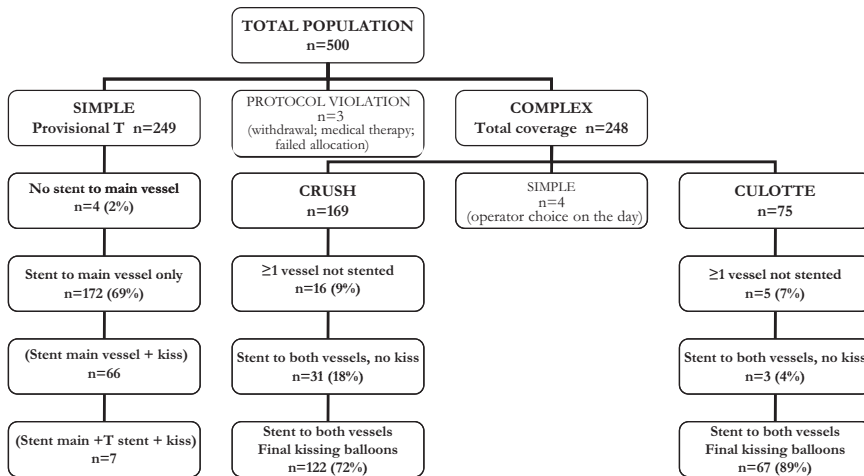 TOTAL POPULATION
n=500
SIMPLE
Provisional T n=249
PROTOCOL VIOLATION
n=3
(withdrawal; medical therapy;
failed allocation)
COMPLEX
Total coverage n=248
No stent to main vessel
n=4 (2%)
CRUSH
n=169
SIMPLE
n=4
(operator choice on the day)
CULOTTE
n=75
Stent to main vessel only
n=172 (69%)
≥1 vessel not stented
n=16 (9%)
≥1 vessel not stented
n=5 (7%)
(Stent main vessel + kiss)
n=66
Stent to both vessels, no kiss
n=31 (18%)
Stent to both vessels, no kiss
n=3 (4%)
(Stent main +T stent + kiss)
n=7
Stent to both vessels
Final kissing balloons
n=122 (72%)
Stent to both vessels
Final kissing balloons
n=67 (89%)